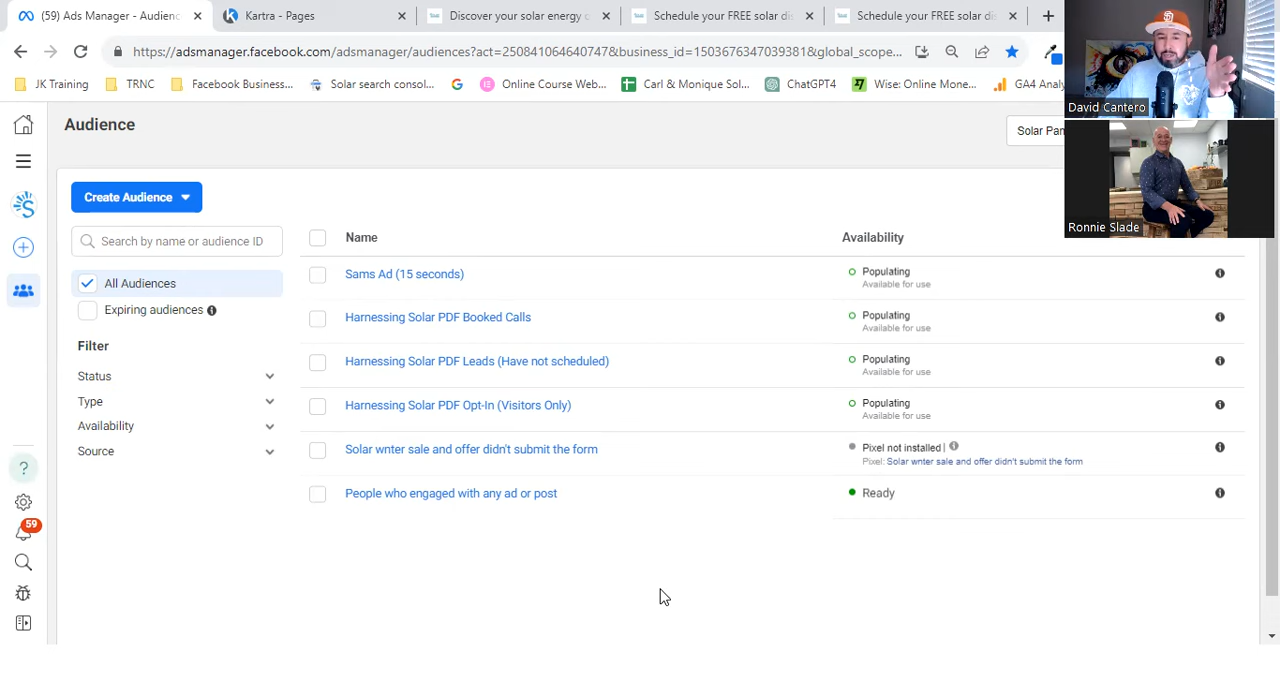 (59) Ads Manager - Audienc
Kartra - Pages
Discover your solar energy c
Schedule your FREE solar dis
Schedule your FREE solar dis
https://adsmanager.facebook.com/adsmanager/audiences?act=250841064640747&business_id=1503676347039381&global_scope...
JK Training
TRNC
Facebook Business...
Solar search consol...
Online Course Web...
Carl & Monique Sol...
ChatGPT4
Wise: Online Mone...
GA4 Analy
David Cantero
Ronnie Slade
Audience
Solar Pan
Create Audience
Search by name or audience ID
All Audiences
Expiring audiences
Filter
Status
Type
Availability
Source
Name
Availability
Sams Ad (15 seconds)
Populating
Available for use
Harnessing Solar PDF Booked Calls
Populating
Available for use
Harnessing Solar PDF Leads (Have not scheduled)
Populating
Available for use
Harnessing Solar PDF Opt-In (Visitors Only)
Populating
Available for use
Solar wnter sale and offer didn't submit the form
Pixel not installed |
Pixel: Solar wnter sale and offer didn't submit the form
People who engaged with any ad or post
Ready
59